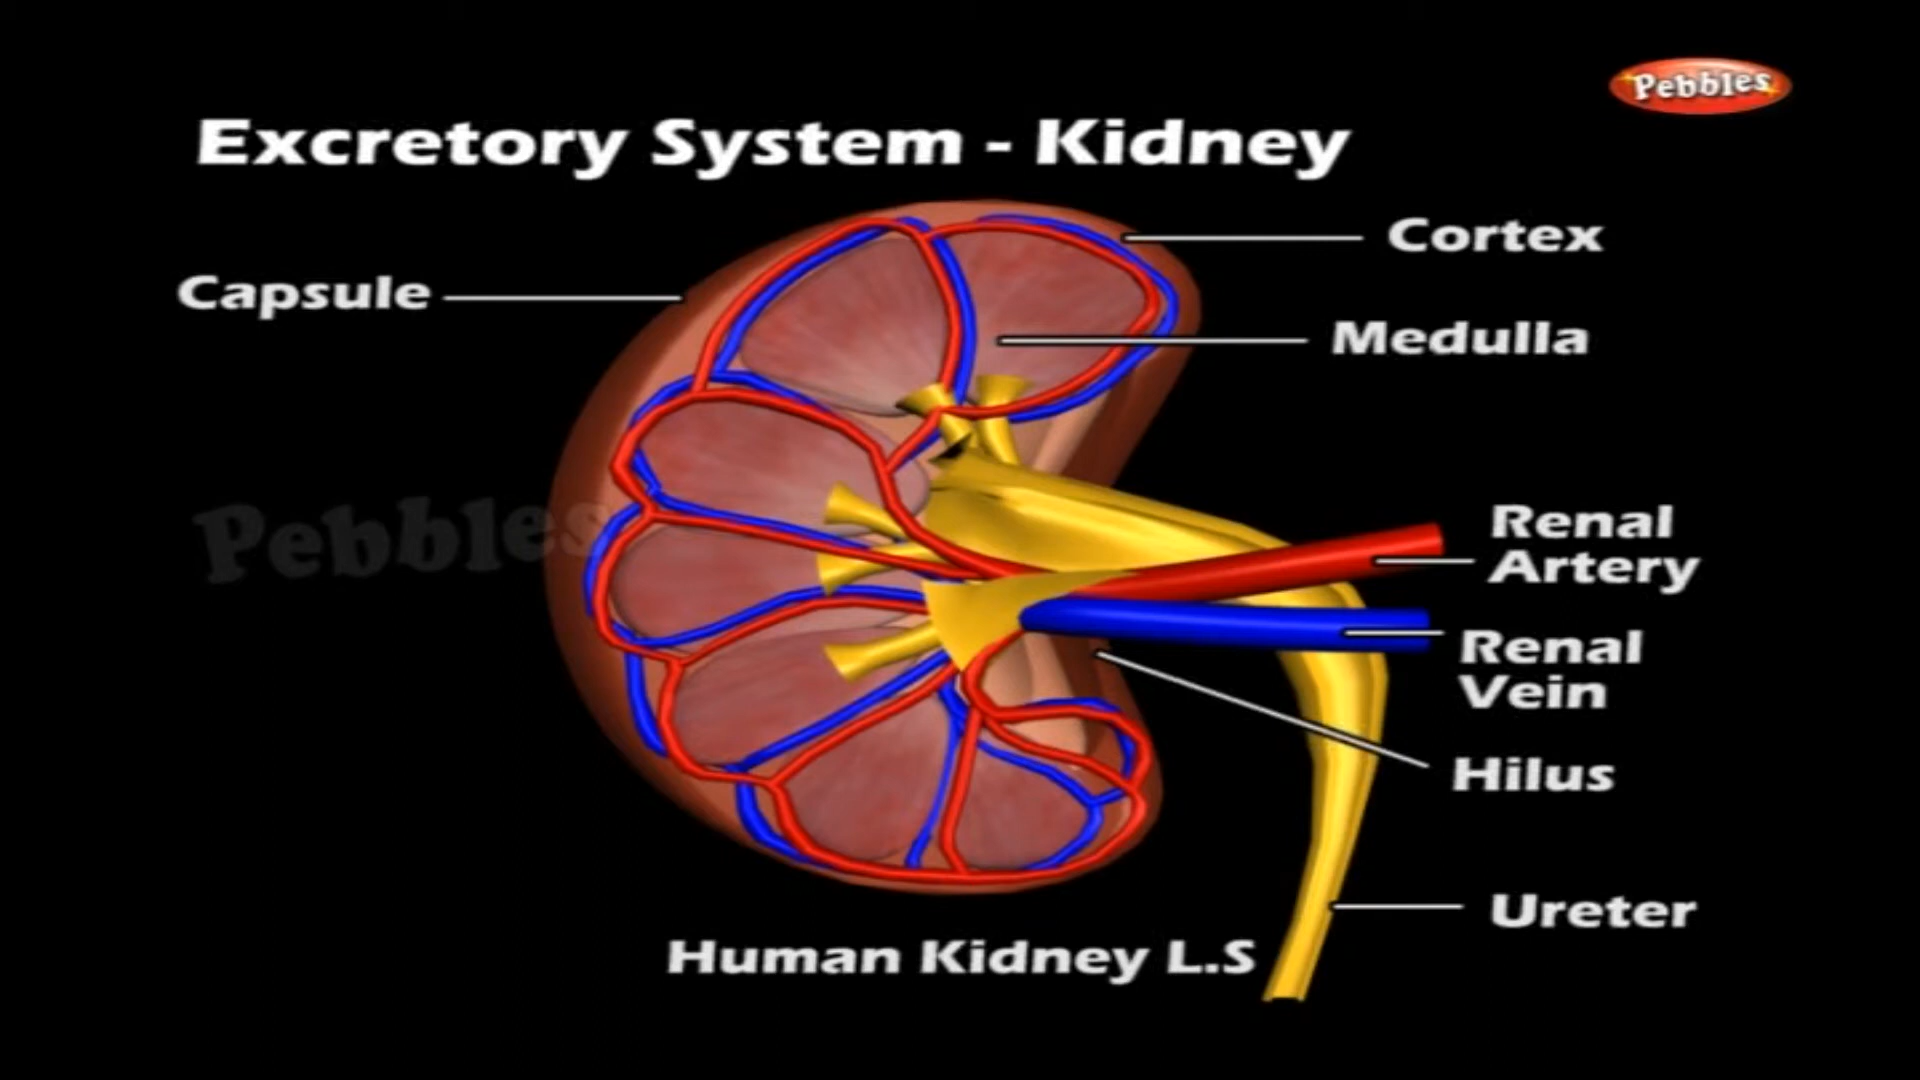 Pebbles
Excretory System - Kidney
Cortex
Capsule
Medulla
Pebbles
Renal
Artery
Renal
Vein
Hilus
Ureter
Human Kidney L.S